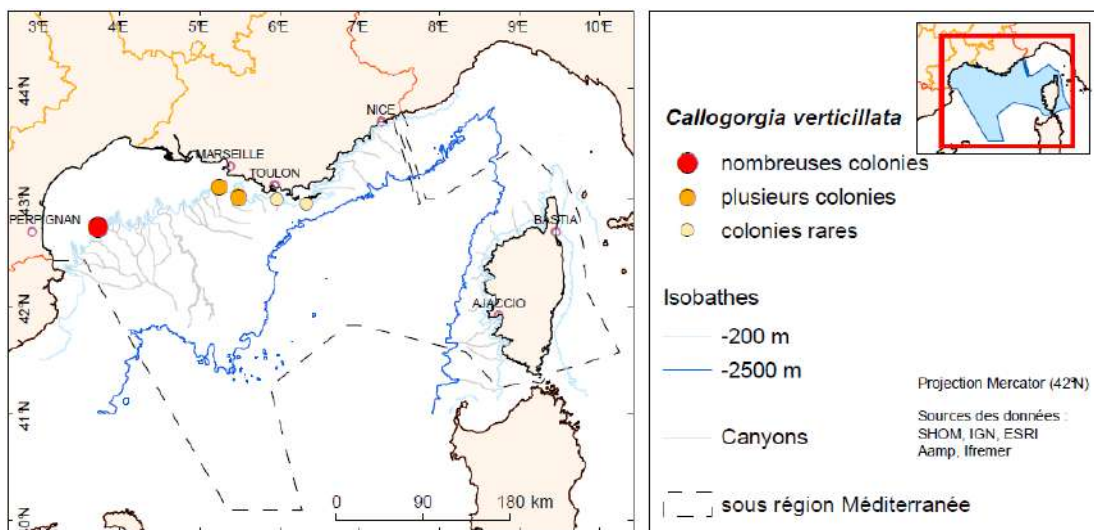 3°E 4°E 5°E 6°E 7°E 8°E 9°E 10°E
44°N
43°N
42°N
41°N
40°N
NICE
MARSEILLE
TOULON
PERPIGNAN
BASTIA
AJACCIO
0 90 180 km
Callogorgia verticillata
nombreuses colonies
plusieurs colonies
colonies rares
Isobathes
-200 m
-2500 m
Canyons
sous région Méditerranée
Projection Mercator (42°N)
Sources des données :
SHOM, IGN, ESRI
Aamp, Ifremer